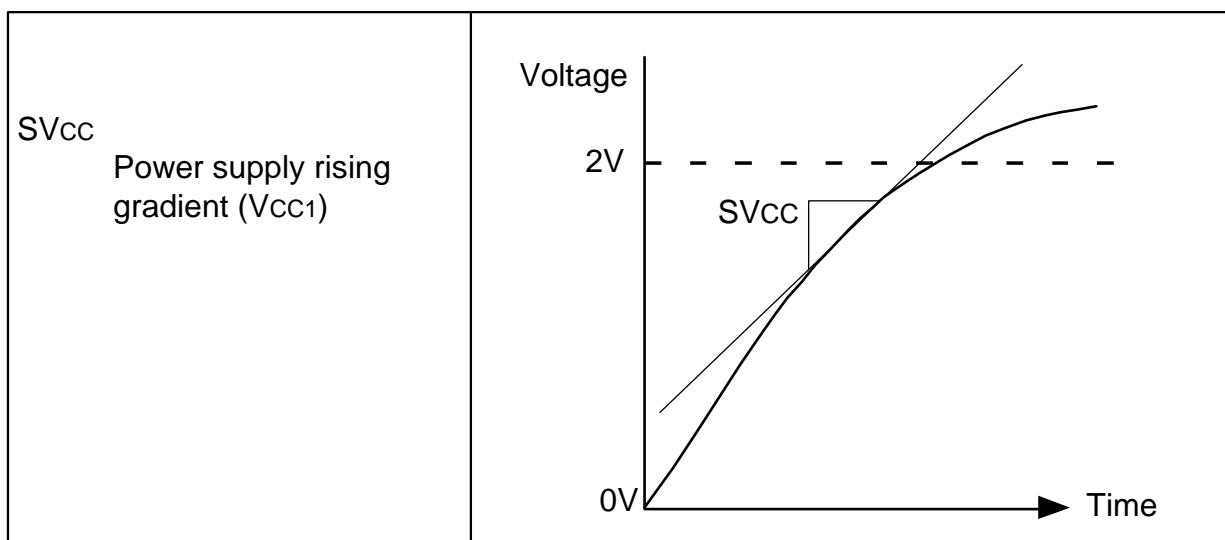 SVCC
Power supply rising
gradient (VCC1)
Voltage
2V
SVCC
0V
Time